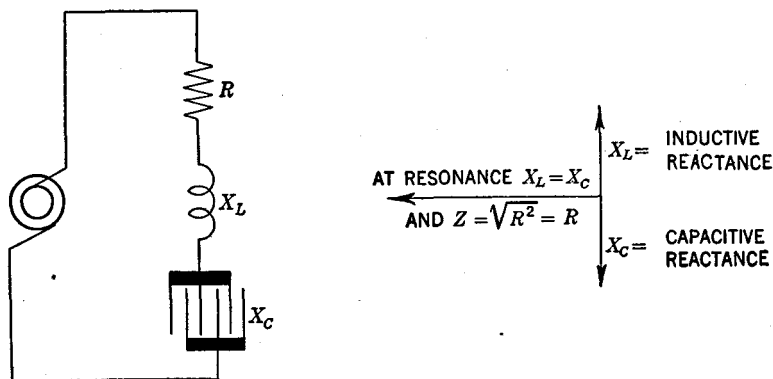 R
X_L
X_C
AT RESONANCE X_L = X_C
AND Z = √R² = R
X_L = INDUCTIVE
REACTANCE
X_C = CAPACITIVE
REACTANCE